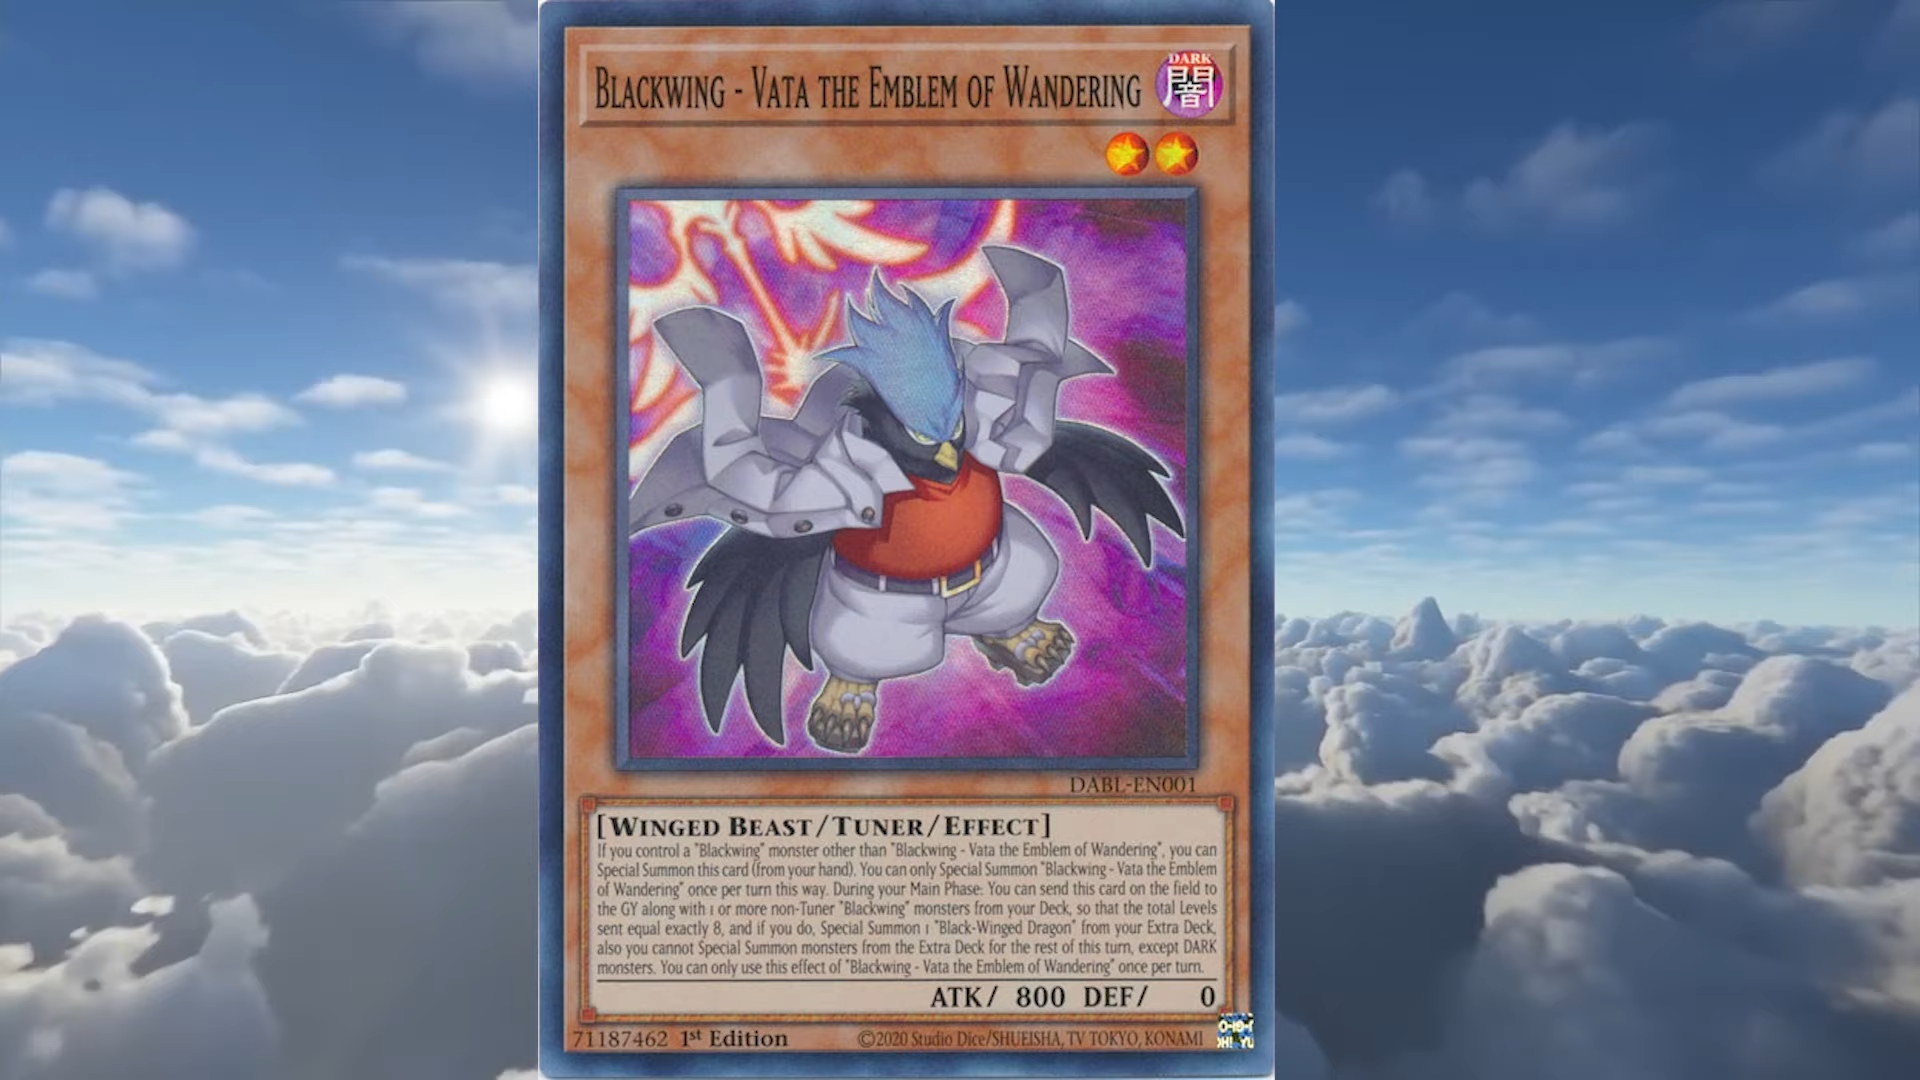 BLACKWING - VATA THE EMBLEM OF WANDERING
DARK
闇
DABL-EN001
[WINGED BEAST/TUNER/EFFECT]
If you control a "Blackwing" monster other than "Blackwing - Vata the Emblem of Wandering", you can
Special Summon this card (from your hand). You can only Special Summon "Blackwing - Vata the Emblem
of Wandering" once per turn this way. During your Main Phase: You can send this card on the field to
the GY along with 1 or more non-Tuner "Blackwing" monsters from your Deck, so that the total Levels
sent equal exactly 8, and if you do, Special Summon 1 "Black-Winged Dragon" from your Extra Deck,
also you cannot Special Summon monsters from the Extra Deck for the rest of this turn, except DARK
monsters. You can only use this effect of "Blackwing - Vata the Emblem of Wandering" once per turn.
ATK/ 800 DEF/ 0
71187462 1st Edition ©2020 Studio Dice/SHUEISHA, TV TOKYO, KONAMI